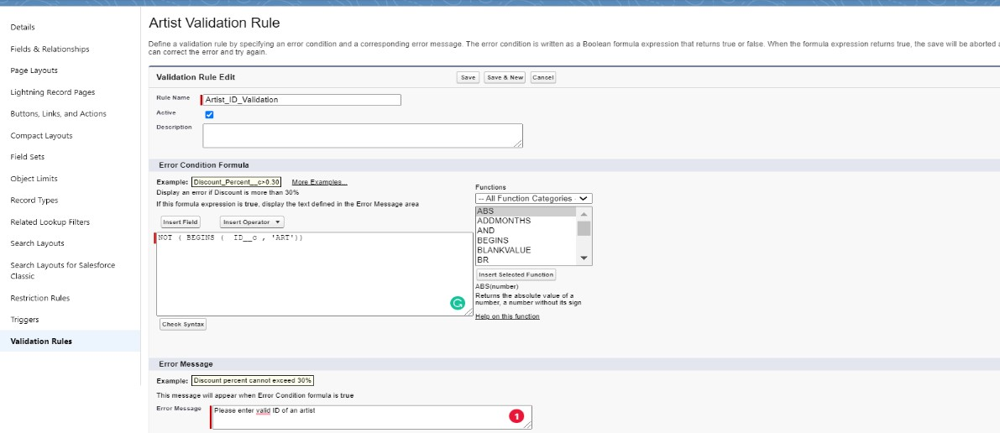 Details
Fields & Relationships
Page Layouts
Lightning Record Pages
Buttons, Links, and Actions
Compact Layouts
Field Sets
Object Limits
Record Types
Related Lookup Filters
Search Layouts
Search Layouts for Salesforce
Classic
Restriction Rules
Triggers
Validation Rules
Artist Validation Rule
Define a validation rule by specifying an error condition and a corresponding error message. The error condition is written as a Boolean formula expression that returns true or false. When the formula expression returns true, the save will be aborted a
can correct the error and try again.
Validation Rule Edit
Save
Save & New
Cancel
Rule Name
Artist_ID_Validation
Active
Description
Error Condition Formula
Example: Discount_Percent__c>0.30 More Examples...
Display an error if Discount is more than 30%
If this formula expression is true, display the text defined in the Error Message area
Insert Field
Insert Operator
NOT ( BEGINS ( ID__c , 'ART'))
Check Syntax
Functions
-- All Function Categories
ABS
ADDMONTHS
AND
BEGINS
BLANKVALUE
BR
Insert Selected Function
ABS(number)
Returns the absolute value of a
number, a number without its sign
Help on this function
Error Message
Example: Discount percent cannot exceed 30%
This message will appear when Error Condition formula is true
Error Message
Please enter valid ID of an artist
1